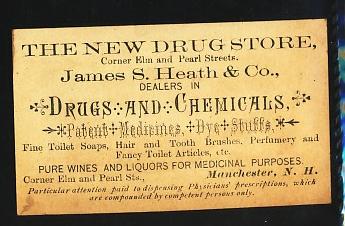 THE NEW DRUG STORE,
Corner Elm and Pearl Streets.
James S. Heath & Co.,
DEALERS IN
DRUGS AND CHEMICALS,
Patent Medicines, Dye Stuffs,
Fine Toilet Soaps, Hair and Tooth Brushes, Perfumery and
Fancy Toilet Articles, etc.
PURE WINES AND LIQUORS FOR MEDICINAL PURPOSES.
Corner Elm and Pearl Sts., Manchester, N. H.
Particular attention paid to dispensing Physicians' prescriptions, which
are compounded by competent persons only.